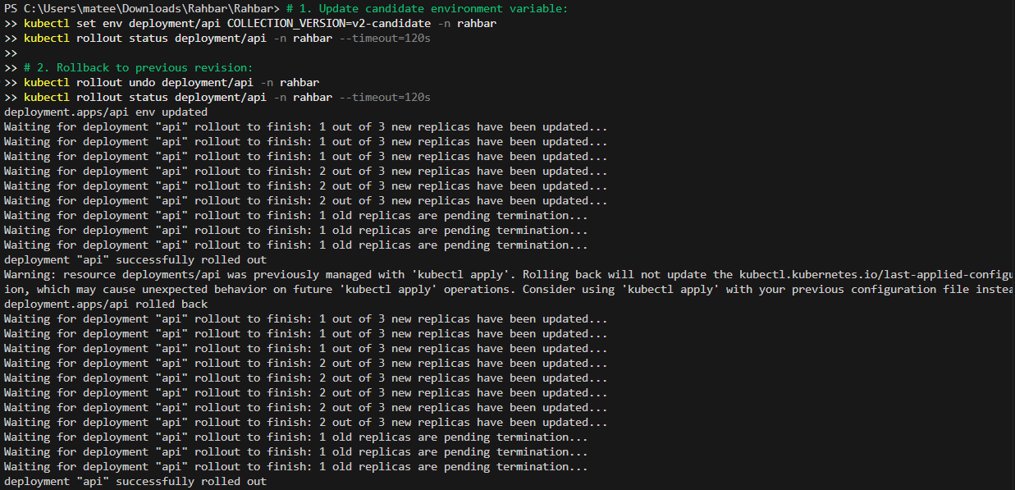 PS C:\Users\matee\Downloads\Rahbar\Rahbar> # 1. Update candidate environment variable:
>> kubectl set env deployment/api COLLECTION_VERSION=v2-candidate -n rahbar
>> kubectl rollout status deployment/api -n rahbar --timeout=120s
>>
>> # 2. Rollback to previous revision:
>> kubectl rollout undo deployment/api -n rahbar
>> kubectl rollout status deployment/api -n rahbar --timeout=120s
deployment.apps/api env updated
Waiting for deployment "api" rollout to finish: 1 out of 3 new replicas have been updated...
Waiting for deployment "api" rollout to finish: 1 out of 3 new replicas have been updated...
Waiting for deployment "api" rollout to finish: 1 out of 3 new replicas have been updated...
Waiting for deployment "api" rollout to finish: 2 out of 3 new replicas have been updated...
Waiting for deployment "api" rollout to finish: 2 out of 3 new replicas have been updated...
Waiting for deployment "api" rollout to finish: 2 out of 3 new replicas have been updated...
Waiting for deployment "api" rollout to finish: 1 old replicas are pending termination...
Waiting for deployment "api" rollout to finish: 1 old replicas are pending termination...
Waiting for deployment "api" rollout to finish: 1 old replicas are pending termination...
deployment "api" successfully rolled out
Warning: resource deployments/api was previously managed with 'kubectl apply'. Rolling back will not update the kubectl.kubernetes.io/last-applied-configu
ion, which may cause unexpected behavior on future 'kubectl apply' operations. Consider using 'kubectl apply' with your previous configuration file instea
deployment.apps/api rolled back
Waiting for deployment "api" rollout to finish: 1 out of 3 new replicas have been updated...
Waiting for deployment "api" rollout to finish: 1 out of 3 new replicas have been updated...
Waiting for deployment "api" rollout to finish: 1 out of 3 new replicas have been updated...
Waiting for deployment "api" rollout to finish: 2 out of 3 new replicas have been updated...
Waiting for deployment "api" rollout to finish: 2 out of 3 new replicas have been updated...
Waiting for deployment "api" rollout to finish: 2 out of 3 new replicas have been updated...
Waiting for deployment "api" rollout to finish: 2 out of 3 new replicas have been updated...
Waiting for deployment "api" rollout to finish: 2 out of 3 new replicas have been updated...
Waiting for deployment "api" rollout to finish: 1 old replicas are pending termination...
Waiting for deployment "api" rollout to finish: 1 old replicas are pending termination...
Waiting for deployment "api" rollout to finish: 1 old replicas are pending termination...
deployment "api" successfully rolled out